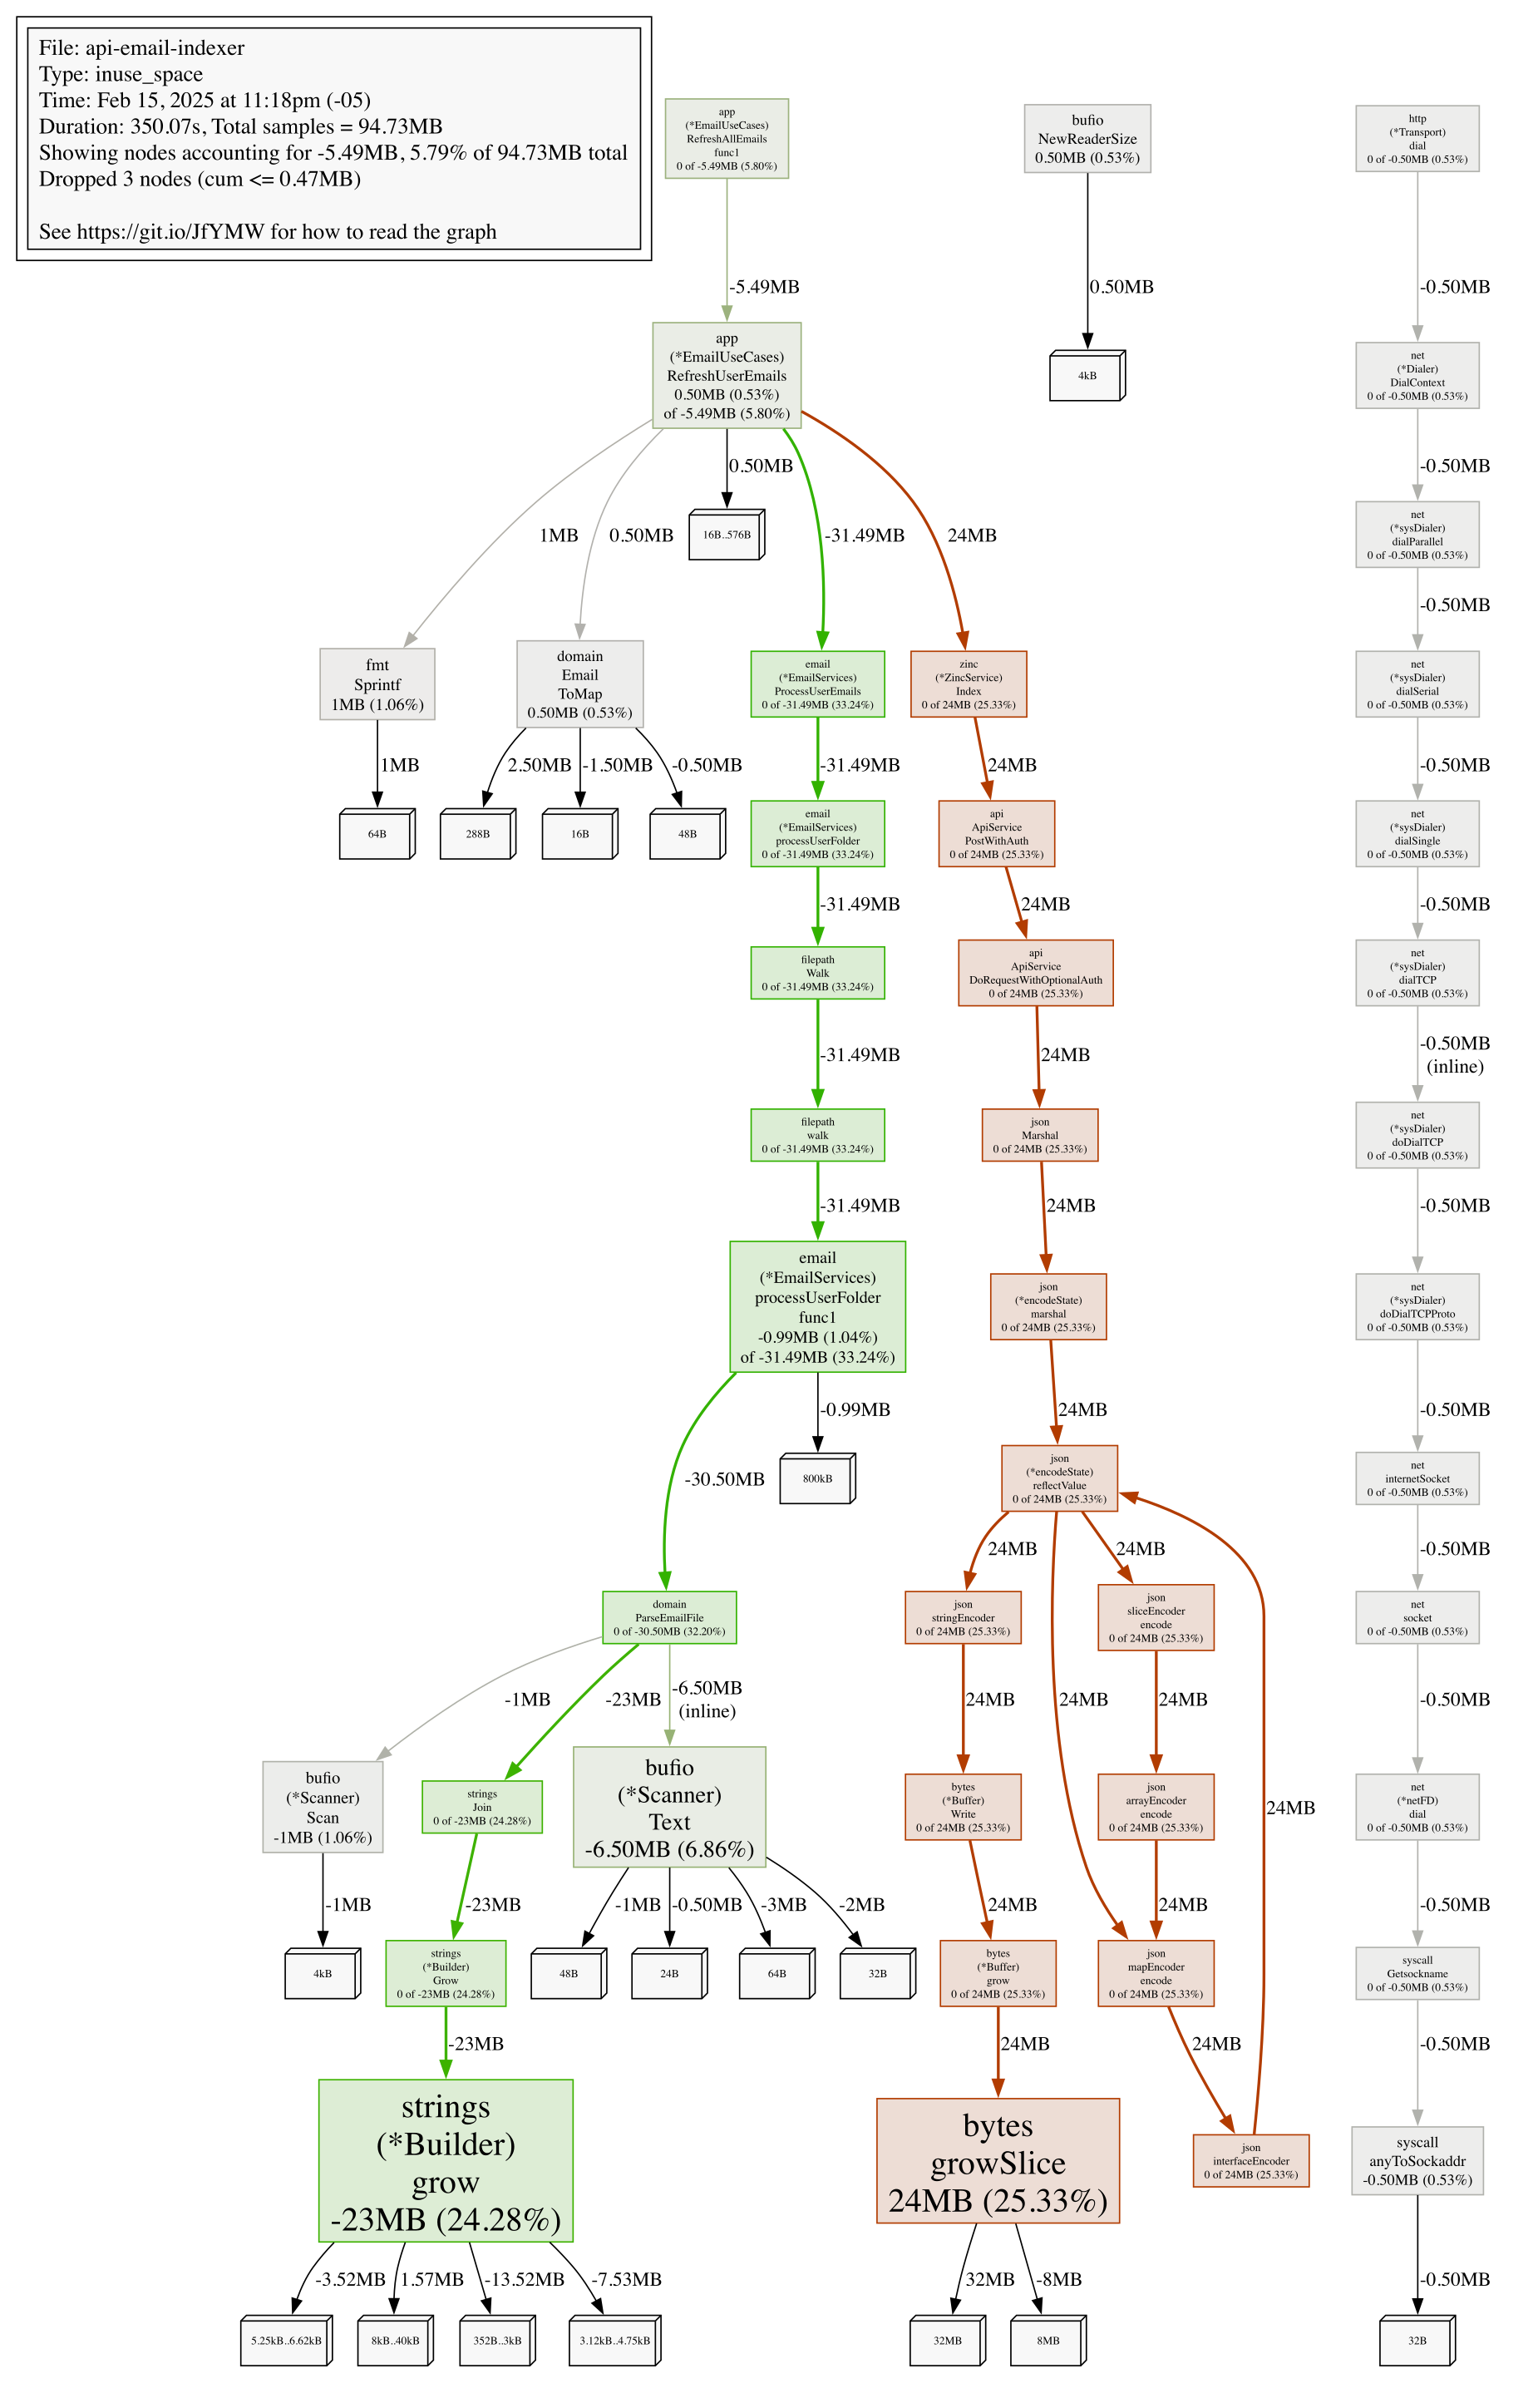 File: api-email-indexer
Type: inuse_space
Time: Feb 15, 2025 at 11:18pm (-05)
Duration: 350.07s, Total samples = 94.73MB
Showing nodes accounting for -5.49MB, 5.79% of 94.73MB total
Dropped 3 nodes (cum <= 0.47MB)
See https://git.io/JfYMW for how to read the graph
app
(*EmailUseCases)
RefreshAllEmails
func1
0 of -5.49MB (5.80%)
bufio
NewReaderSize
0.50MB (0.53%)
http
(*Transport)
dial
0 of -0.50MB (0.53%)
-5.49MB
0.50MB
-0.50MB
app
(*EmailUseCases)
RefreshUserEmails
0.50MB (0.53%)
of -5.49MB (5.80%)
4kB
net
(*Dialer)
DialContext
0 of -0.50MB (0.53%)
0.50MB
-0.50MB
1MB
0.50MB
16B..576B
-31.49MB
24MB
net
(*sysDialer)
dialParallel
0 of -0.50MB (0.53%)
-0.50MB
fmt
Sprintf
1MB (1.06%)
domain
Email
ToMap
0.50MB (0.53%)
email
(*EmailServices)
ProcessUserEmails
0 of -31.49MB (33.24%)
zinc
(*ZincService)
Index
0 of 24MB (25.33%)
net
(*sysDialer)
dialSerial
0 of -0.50MB (0.53%)
1MB
2.50MB
-1.50MB
-0.50MB
-31.49MB
24MB
-0.50MB
64B
288B
16B
48B
email
(*EmailServices)
processUserFolder
0 of -31.49MB (33.24%)
api
ApiService
PostWithAuth
0 of 24MB (25.33%)
net
(*sysDialer)
dialSingle
0 of -0.50MB (0.53%)
-31.49MB
24MB
-0.50MB
filepath
Walk
0 of -31.49MB (33.24%)
api
ApiService
DoRequestWithOptionalAuth
0 of 24MB (25.33%)
net
(*sysDialer)
dialTCP
0 of -0.50MB (0.53%)
-31.49MB
24MB
-0.50MB
(inline)
filepath
walk
0 of -31.49MB (33.24%)
json
Marshal
0 of 24MB (25.33%)
net
(*sysDialer)
doDialTCP
0 of -0.50MB (0.53%)
-31.49MB
24MB
-0.50MB
email
(*EmailServices)
processUserFolder
func1
-0.99MB (1.04%)
of -31.49MB (33.24%)
json
(*encodeState)
marshal
0 of 24MB (25.33%)
net
(*sysDialer)
doDialTCPProto
0 of -0.50MB (0.53%)
-0.99MB
24MB
-0.50MB
-30.50MB
800kB
json
(*encodeState)
reflectValue
0 of 24MB (25.33%)
net
internetSocket
0 of -0.50MB (0.53%)
24MB
24MB
-0.50MB
domain
ParseEmailFile
0 of -30.50MB (32.20%)
json
stringEncoder
0 of 24MB (25.33%)
json
sliceEncoder
encode
0 of 24MB (25.33%)
net
socket
0 of -0.50MB (0.53%)
-1MB
-23MB
-6.50MB
(inline)
24MB
24MB
24MB
-0.50MB
bufio
(*Scanner)
Scan
-1MB (1.06%)
strings
Join
0 of -23MB (24.28%)
bufio
(*Scanner)
Text
-6.50MB (6.86%)
bytes
(*Buffer)
Write
0 of 24MB (25.33%)
json
arrayEncoder
encode
0 of 24MB (25.33%)
24MB
net
(*netFD)
dial
0 of -0.50MB (0.53%)
-1MB
-23MB
-1MB
-0.50MB
-3MB
-2MB
24MB
24MB
-0.50MB
4kB
strings
(*Builder)
Grow
0 of -23MB (24.28%)
48B
24B
64B
32B
bytes
(*Buffer)
grow
0 of 24MB (25.33%)
json
mapEncoder
encode
0 of 24MB (25.33%)
syscall
Getsockname
0 of -0.50MB (0.53%)
-23MB
24MB
24MB
-0.50MB
strings
(*Builder)
grow
-23MB (24.28%)
bytes
growSlice
24MB (25.33%)
json
interfaceEncoder
0 of 24MB (25.33%)
syscall
anyToSockaddr
-0.50MB (0.53%)
-3.52MB
1.57MB
-13.52MB
-7.53MB
32MB
-8MB
-0.50MB
5.25kB..6.62kB
8kB..40kB
352B..3kB
3.12kB..4.75kB
32MB
8MB
32B